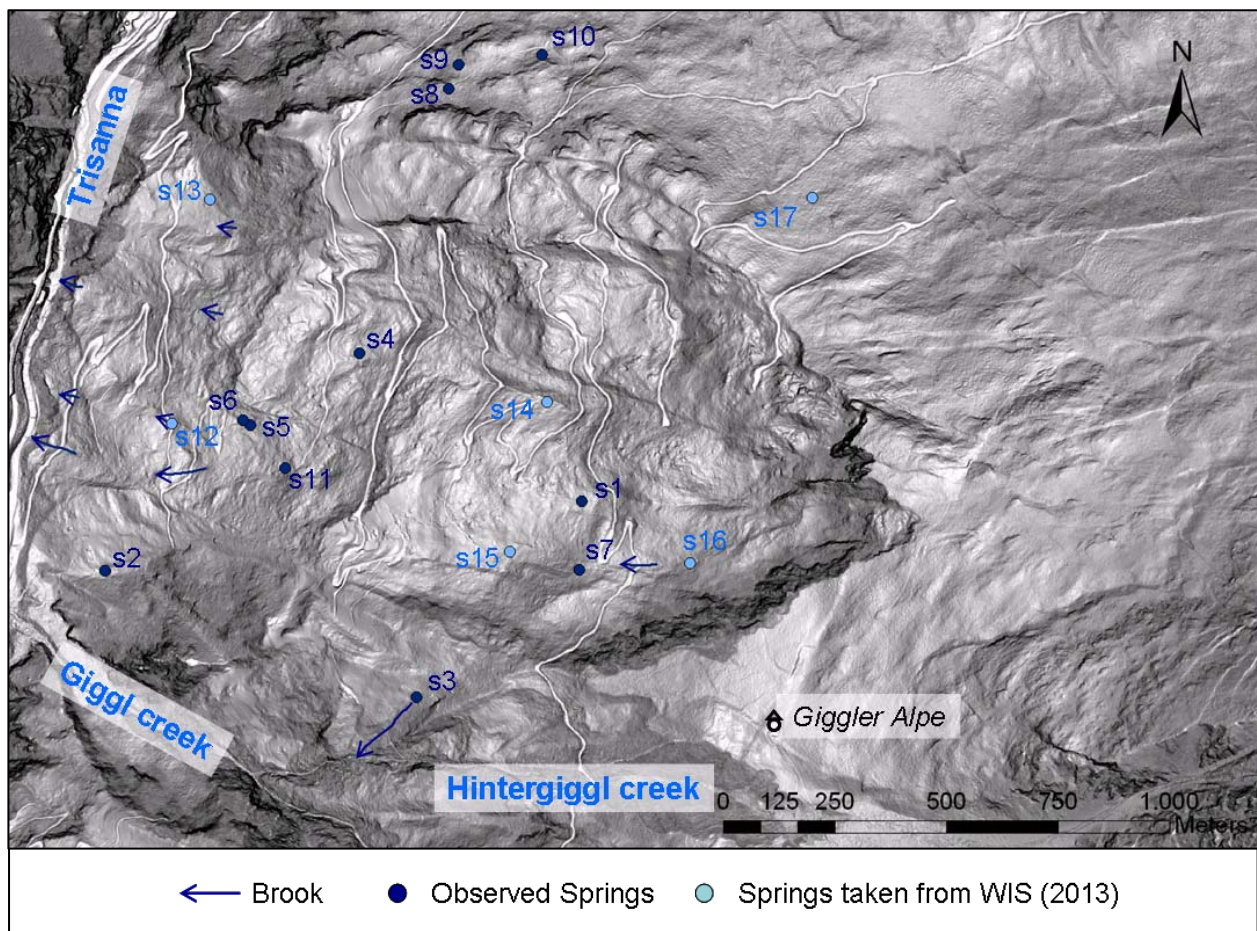 s10
s9
s8
N
Trisanna
s13
s17
s4
s14
s6
s5
s12
s11
s1
s15
s7
s16
s2
s3
Giggl creek
Giggler Alpe
Hintergiggl creek
0 125 250 500 750 1.000
Meters
Brook
Observed Springs
Springs taken from WIS (2013)